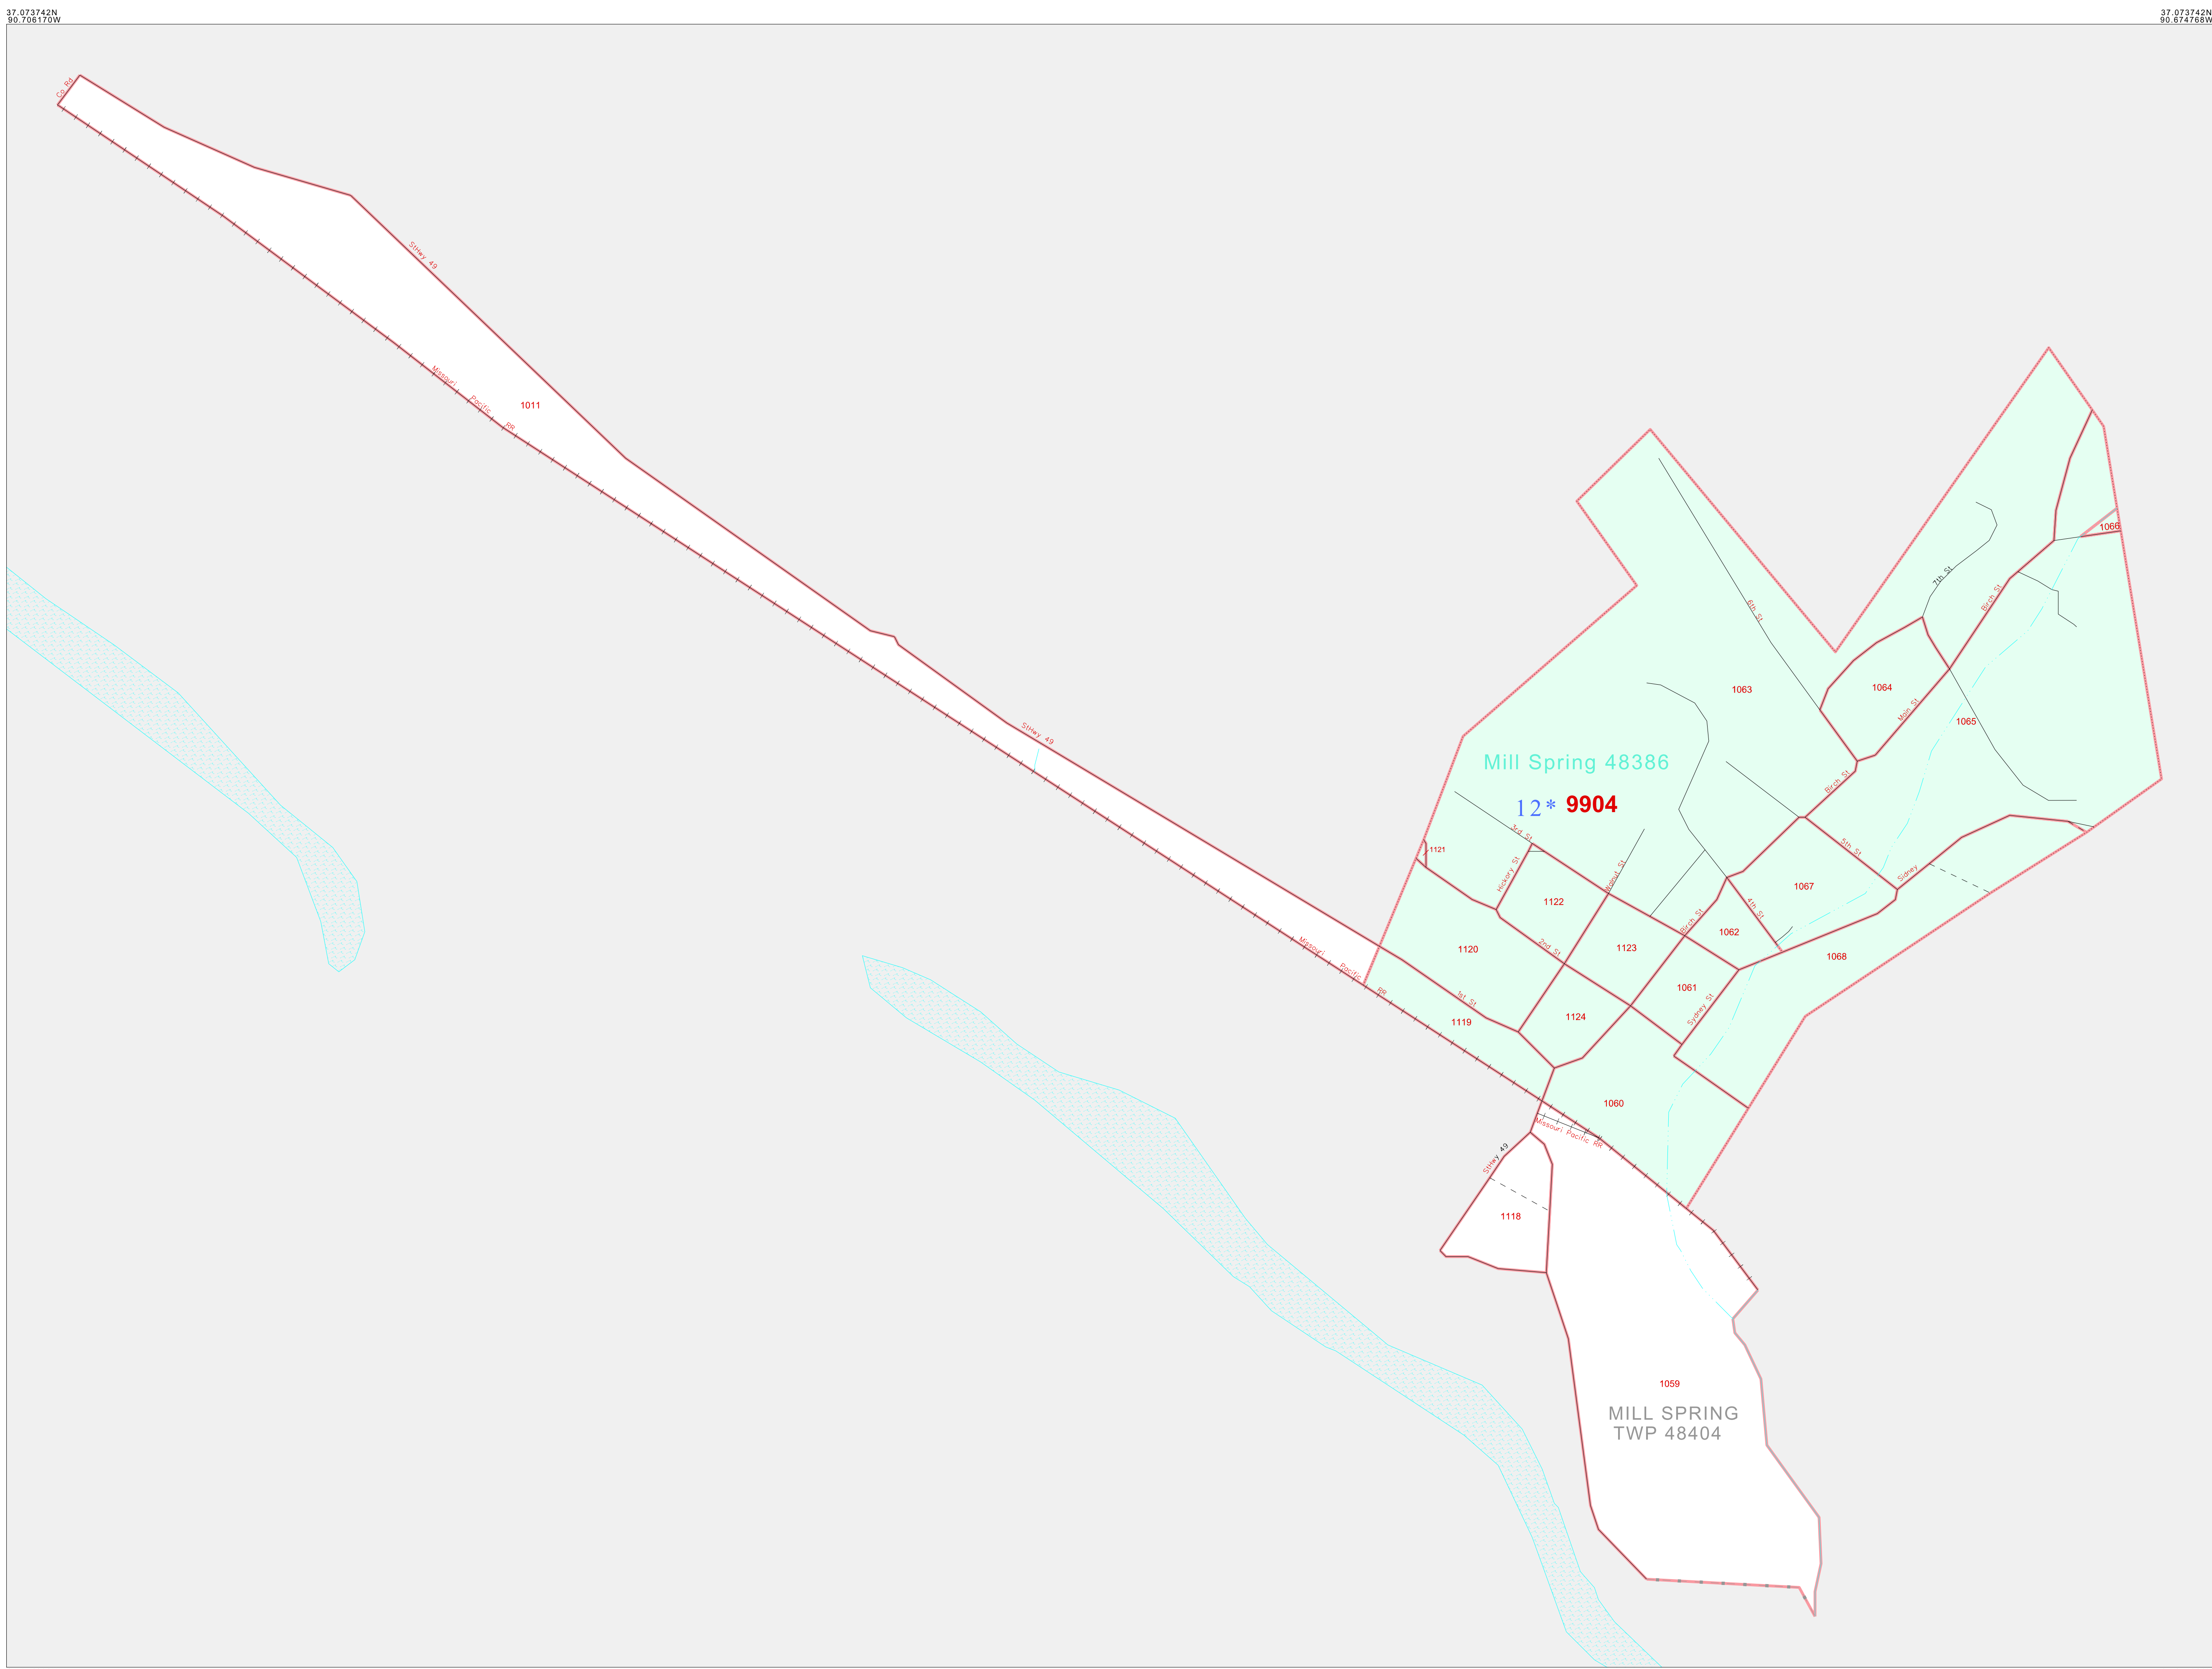 37.073742N
90.706170W
37.073742N
90.674768W
Co Rd
StHwy 49
Missouri
Pacific
RR
1011
1066
7th St
Birch St
6th St
1063
1064
Main St
1065
StHwy 49
Mill Spring 48386
Birch St
12* 9904
3rd St
1121
5th St
Hickory St
Walnut St
Sidney
1067
1122
4th St
Birch St
1062
Missouri
2nd St
1120
1123
1068
Pacific
RR
1st St
1061
Sydney St
1119
1124
1060
Missouri Pacific RR
StHwy 49
1118
1059
MILL SPRING
TWP 48404